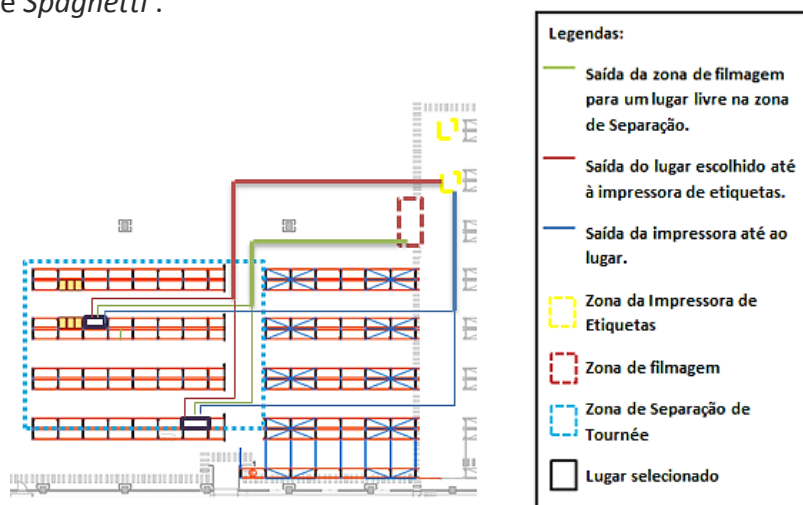 e Spaghetti .
Legendas:
Saída da zona de filmagem
para um lugar livre na zona
de Separação.
Saída do lugar escolhido até
à impressora de etiquetas.
Saída da impressora até ao
lugar.
Zona da Impressora de
Etiquetas
Zona de filmagem
Zona de Separação de
Tournée
Lugar selecionado